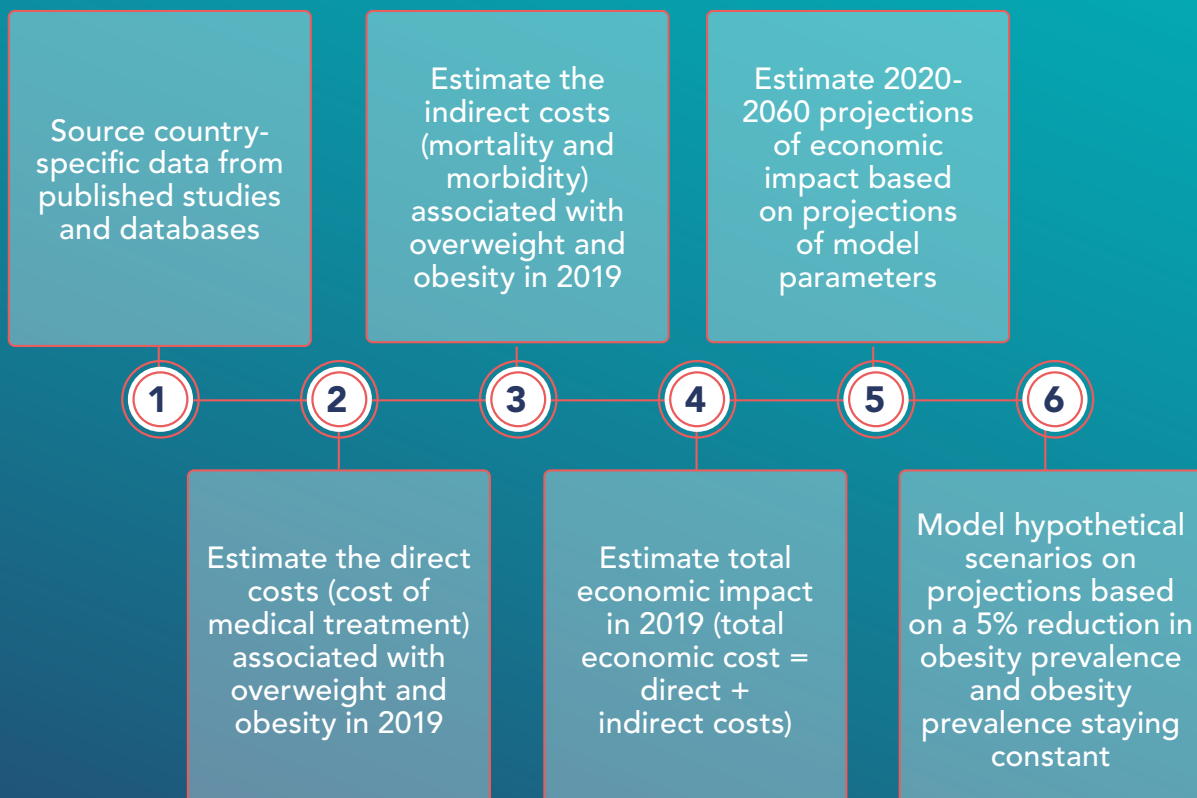 Source country-
specific data from
published studies
and databases
Estimate the
indirect costs
(mortality and
morbidity)
associated with
overweight and
obesity in 2019
Estimate 2020-
2060 projections
of economic
impact based
on projections
of model
parameters
1
2
3
4
5
6
Estimate the direct
costs (cost of
medical treatment)
associated with
overweight and
obesity in 2019
Estimate total
economic impact
in 2019 (total
economic cost =
direct +
indirect costs)
Model hypothetical
scenarios on
projections based
on a 5% reduction in
obesity prevalence
and obesity
prevalence staying
constant